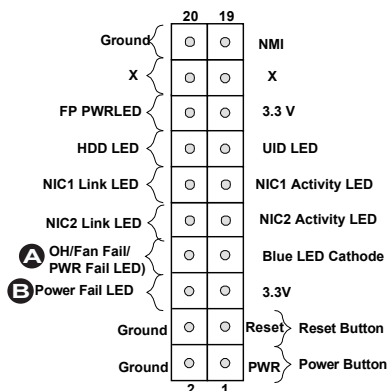 20 19
Ground NMI
X X
FP PWRLED 3.3 V
HDD LED UID LED
NIC1 Link LED NIC1 Activity LED
NIC2 Link LED NIC2 Activity LED
A OH/Fan Fail/
PWR Fail LED) Blue LED Cathode
B Power Fail LED 3.3V
Ground Reset Reset Button
Ground PWR Power Button
2 1